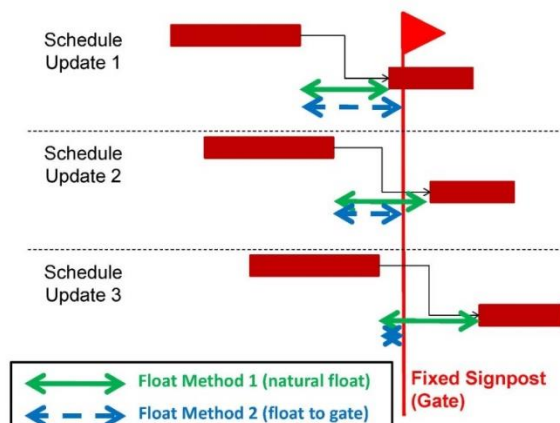 Schedule
Update 1
Schedule
Update 2
Schedule
Update 3
Float Method 1 (natural float)
Float Method 2 (float to gate)
Fixed Signpost
(Gate)